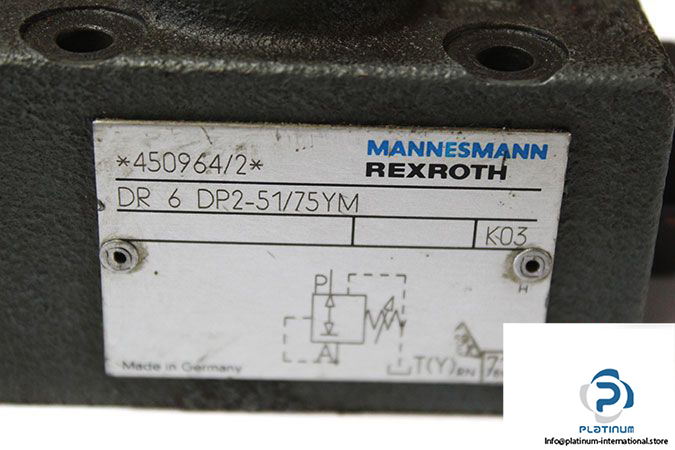 *450964/2*
MANNESMANN
REXROTH
DR 6 DP2-51/75YM
K03
H
P
A
T(Y)
Made in Germany
PLATINUM
info@platinum-international.store